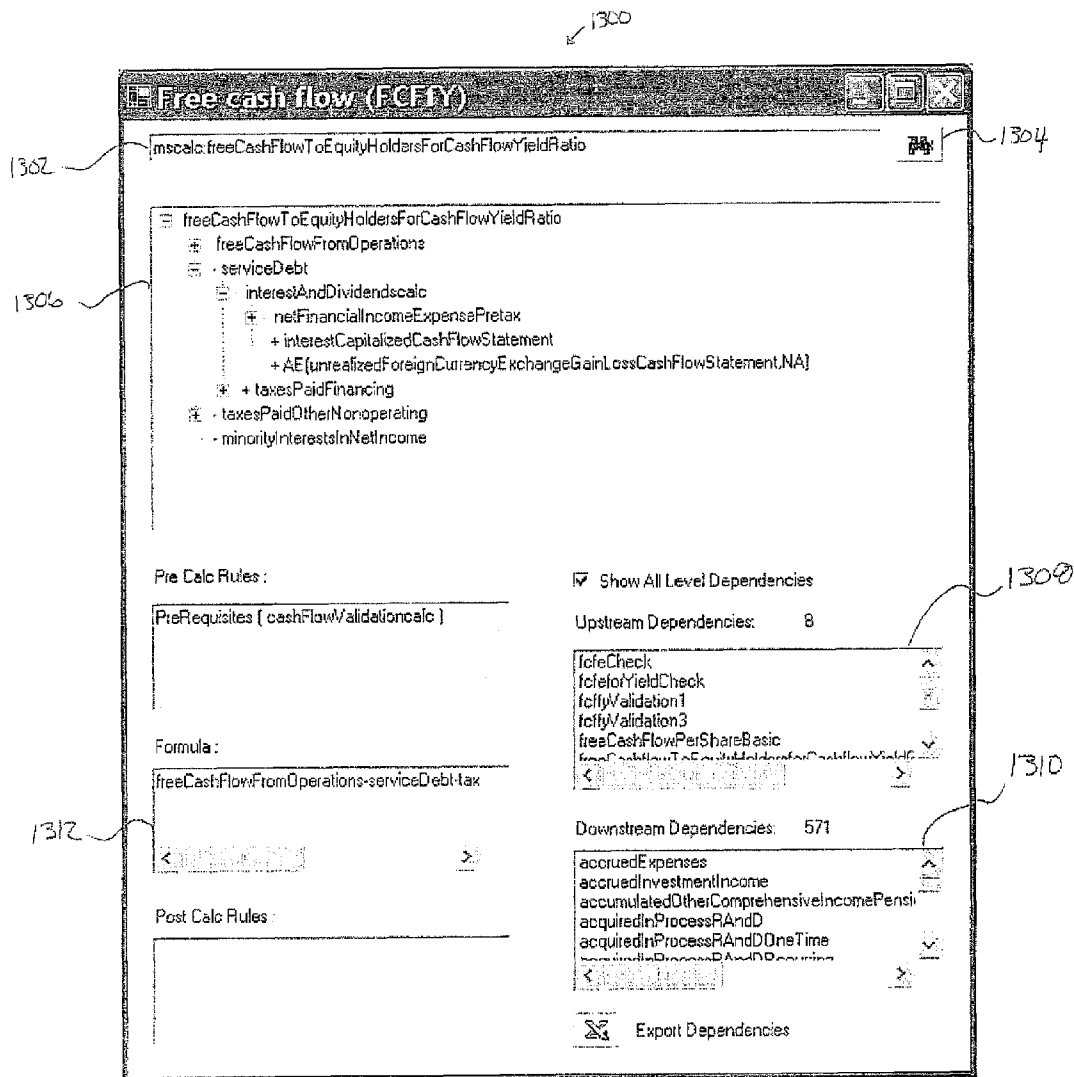 1300
Free cash flow (FCFfY)
1302
mscalc:freeCashFlowToEquityHoldersForCashFlowYieldRatio
1304
1306
freeCashFlowToEquityHoldersForCashFlowYieldRatio
freeCashFlowFromOperations
- serviceDebt
interestAndDividendscalc
- netFinancialIncomeExpensePretax
+ interestCapitalizedCashFlowStatement
+ AE(unrealizedForeignCurrencyExchangeGainLossCashFlowStatement,NA)
+ taxesPaidFinancing
- taxesPaidOtherNonoperating
- minorityInterestsInNetIncome
Pre Calc Rules :
PreRequisites ( cashFlowValidationcalc )
Formula :
freeCashFlowFromOperations-serviceDebt-tax
1312
Post Calc Rules :
Show All Level Dependencies
1308
Upstream Dependencies: 8
fcfeCheck
fcfeforYieldCheck
fcffyValidation1
fcffyValidation3
freeCashFlowPerShareBasic
1310
Downstream Dependencies: 571
accruedExpenses
accruedInvestmentIncome
accumulatedOtherComprehensiveIncomePensi
acquiredInProcessRAndD
acquiredInProcessRAndDOneTime
Export Dependencies